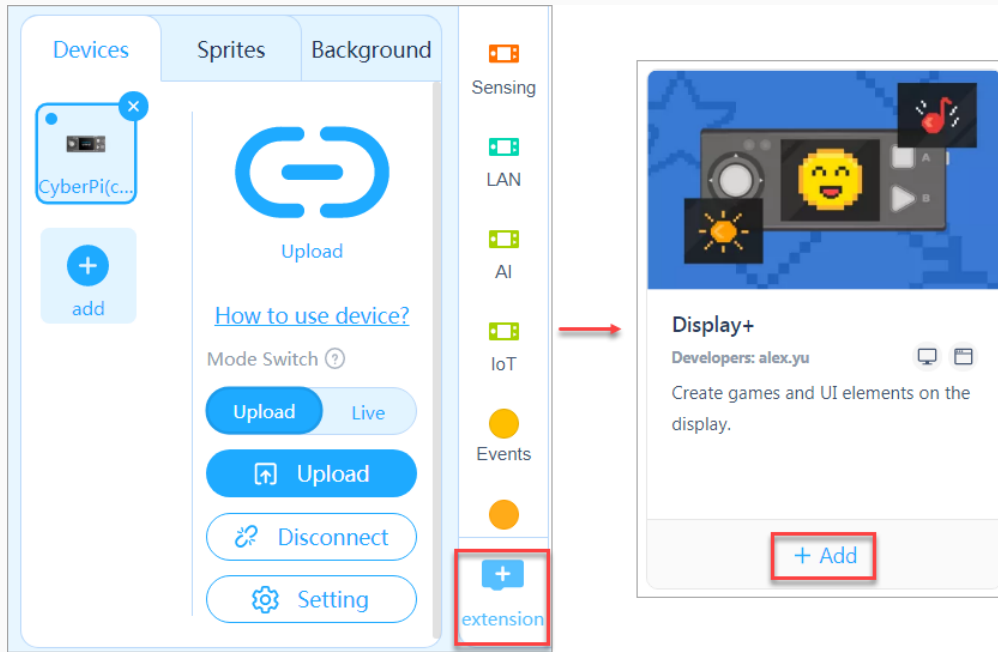 Devices
Sprites
Background
CyberPi(c...
add
Upload
How to use device?
Mode Switch ?
Upload
Live
Upload
Disconnect
Setting
Sensing
LAN
AI
IoT
Events
extension
A
B
Display+
Developers: alex.yu
Create games and UI elements on the
display.
+ Add